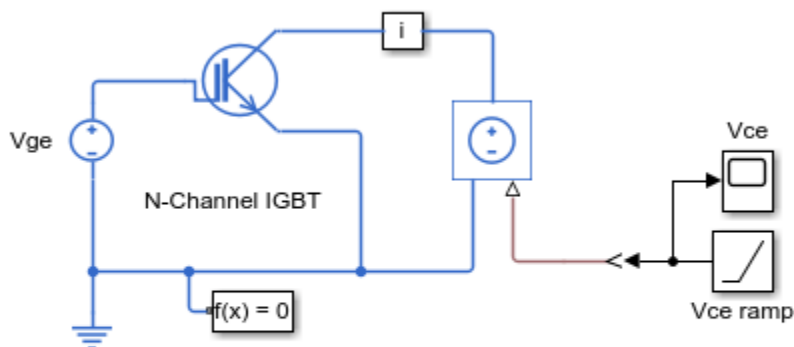 i
Vge
Vce
N-Channel IGBT
f(x) = 0
Vce ramp